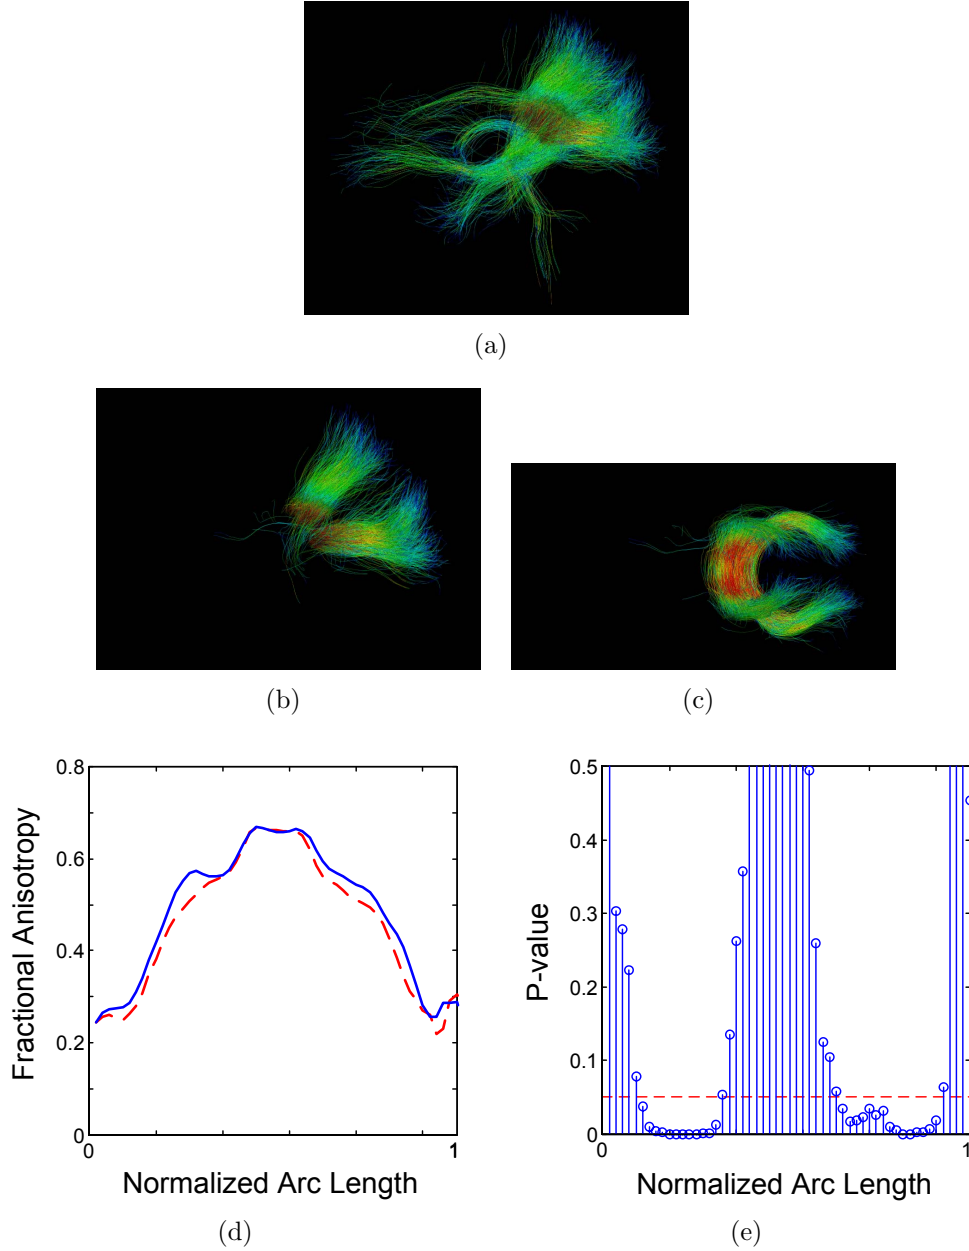 (a)
(b)
(c)
0.8
0.6
0.4
0.2
0
0
1
Fractional Anisotropy
Normalized Arc Length
(d)
0.5
0.4
0.3
0.2
0.1
0
0
1
P-value
Normalized Arc Length
(e)